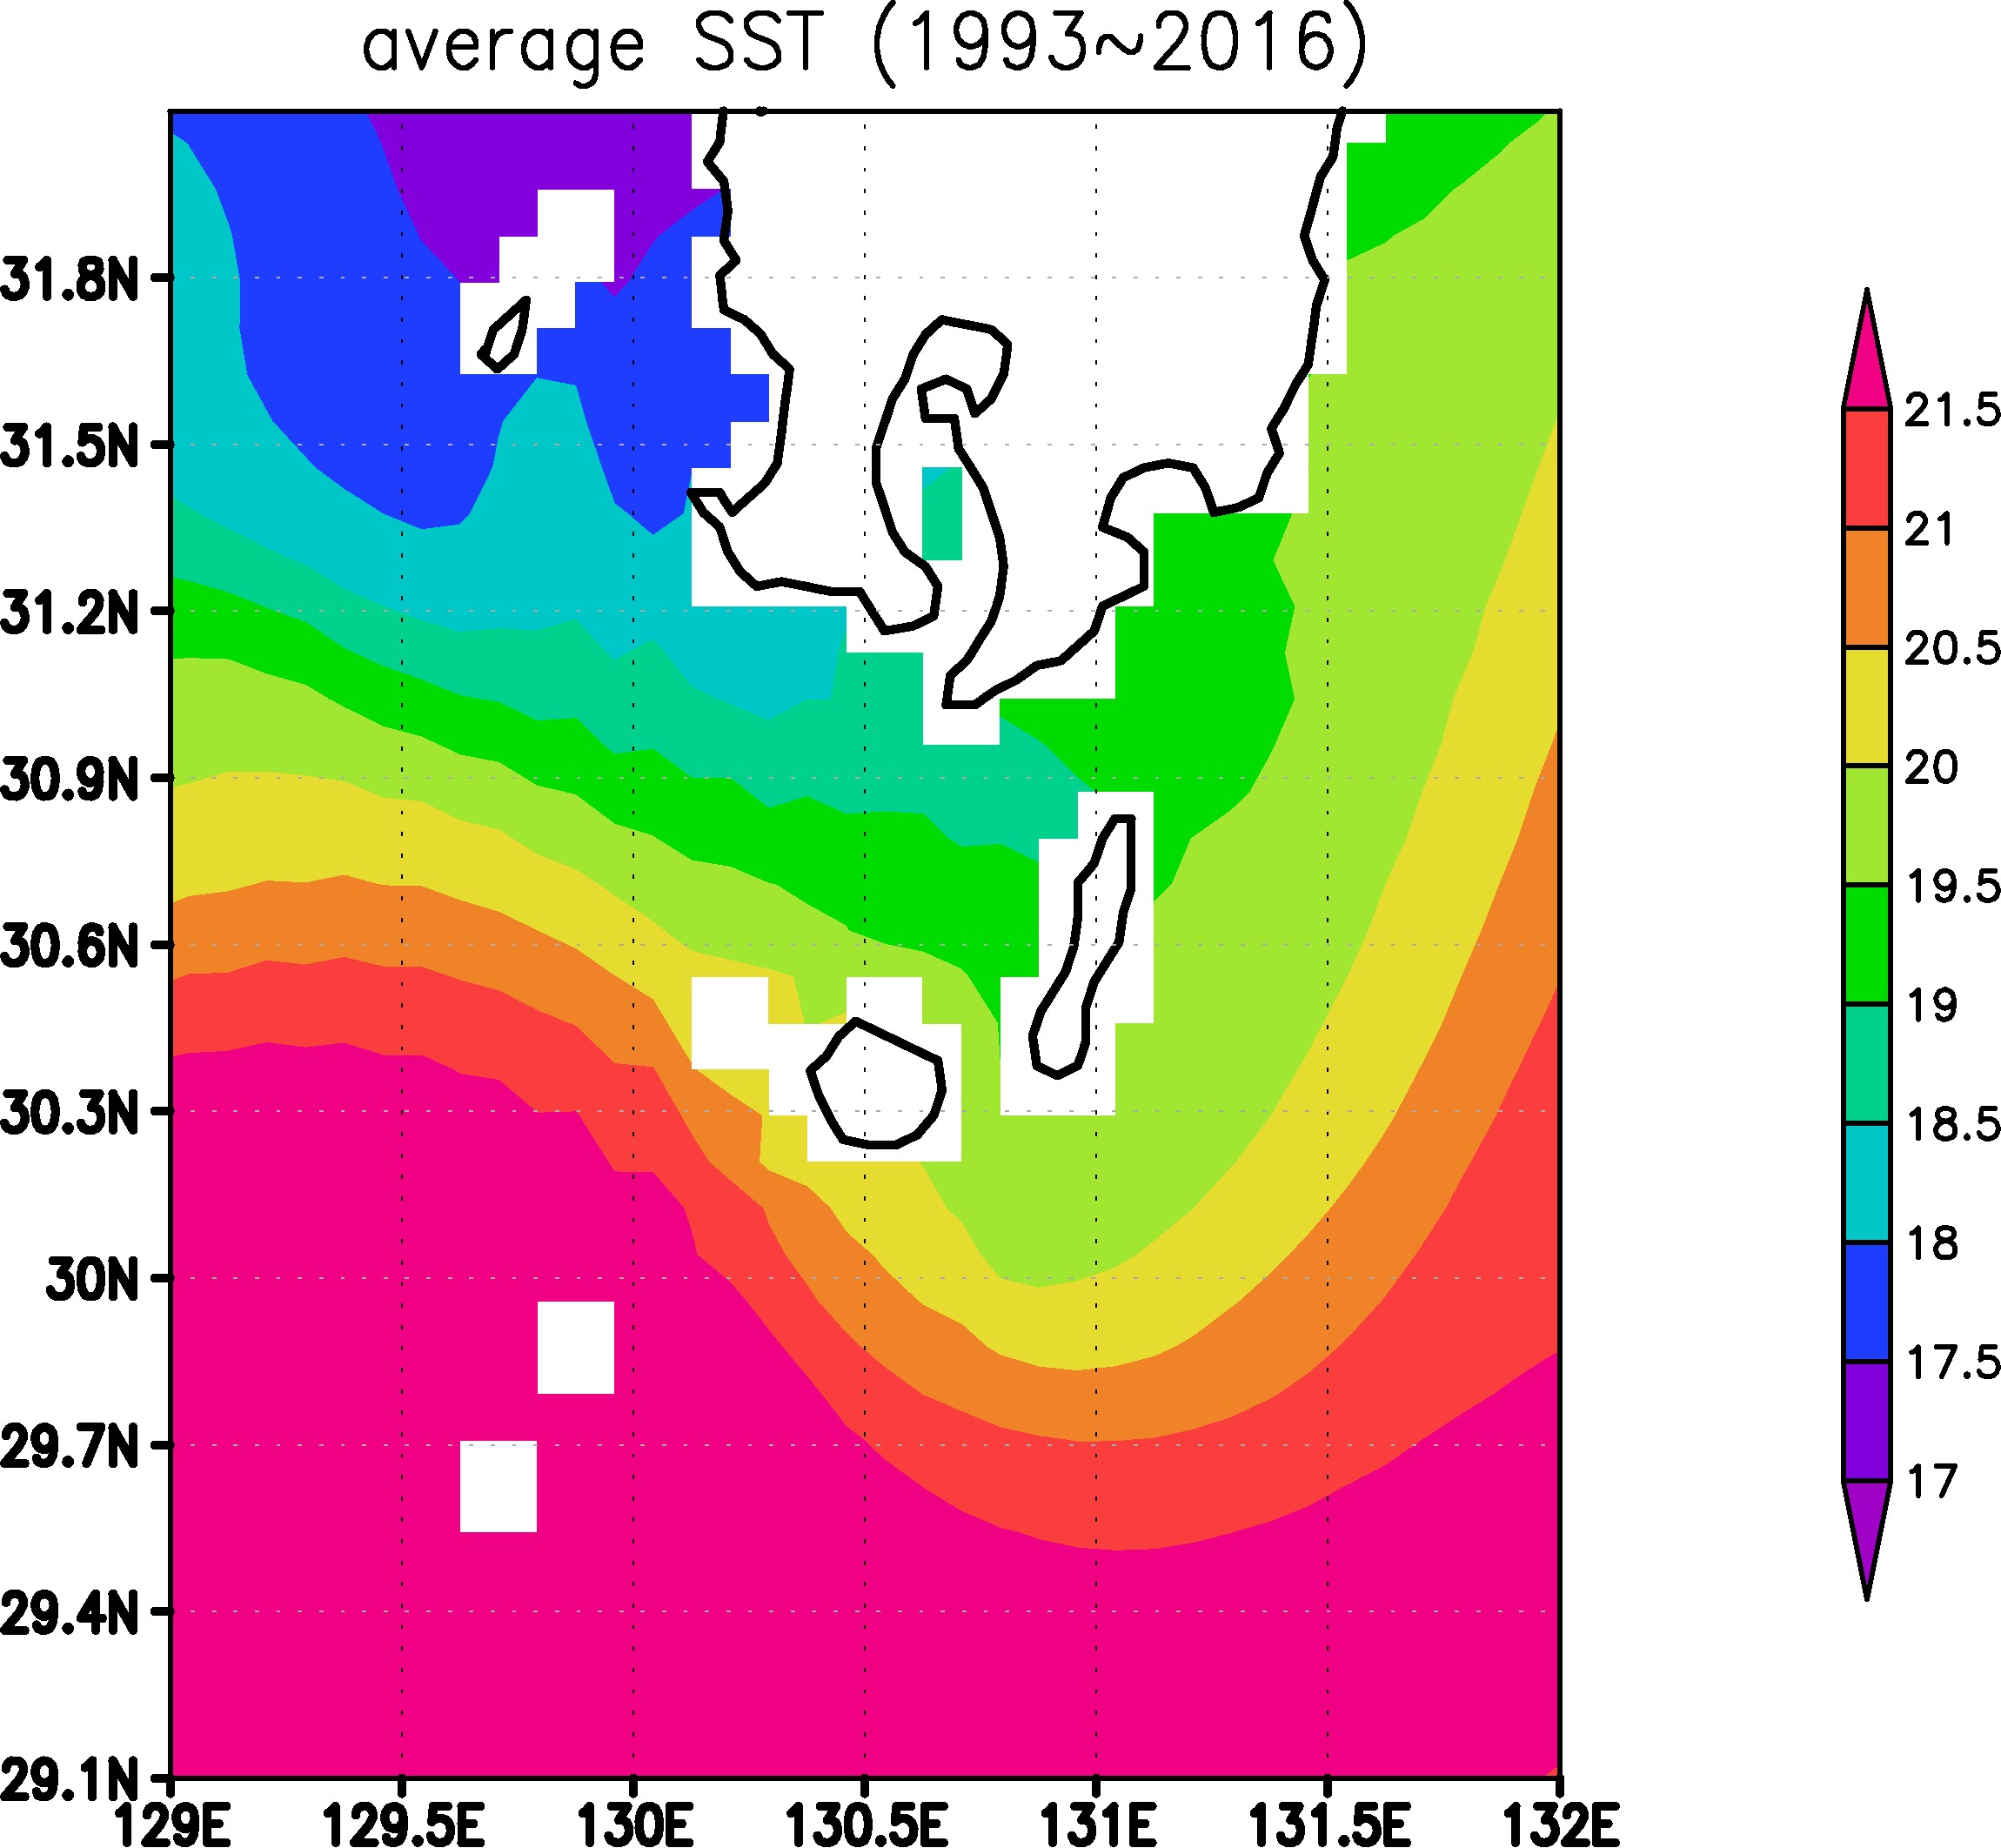 average SST (1993~2016)
31.8N
31.5N
31.2N
30.9N
30.6N
30.3N
30N
29.7N
29.4N
29.1N
129E 129.5E 130E 130.5E 131E 131.5E 132E
21.5
21
20.5
20
19.5
19
18.5
18
17.5
17